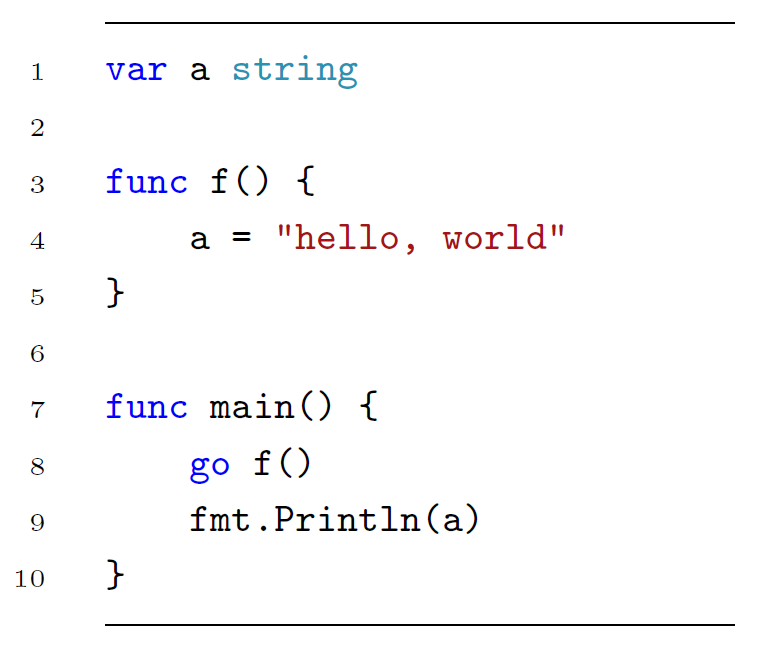 1 var a string
2
3 func f() {
4     a = "hello, world"
5 }
6
7 func main() {
8     go f()
9     fmt.Println(a)
10 }